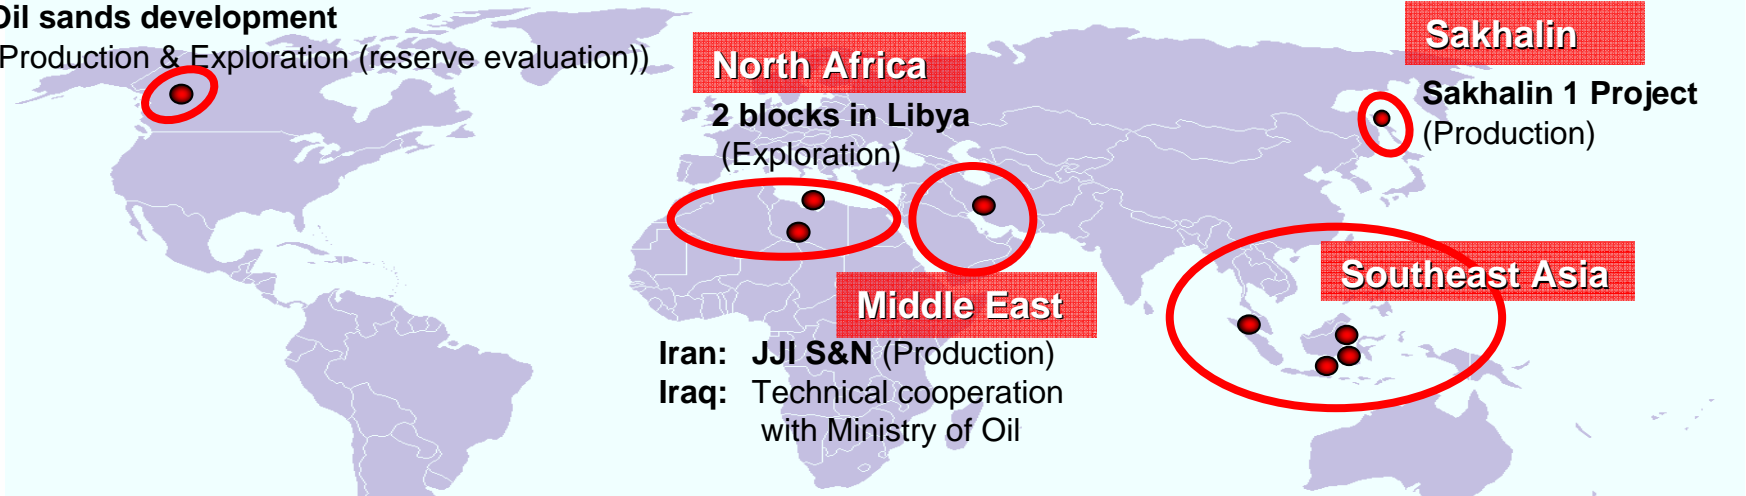 Oil sands development
Production & Exploration (reserve evaluation))
North Africa
2 blocks in Libya
(Exploration)
Sakhalin
Sakhalin 1 Project
(Production)
Southeast Asia
Middle East
Iran: JJI S&N (Production)
Iraq: Technical cooperation
with Ministry of Oil